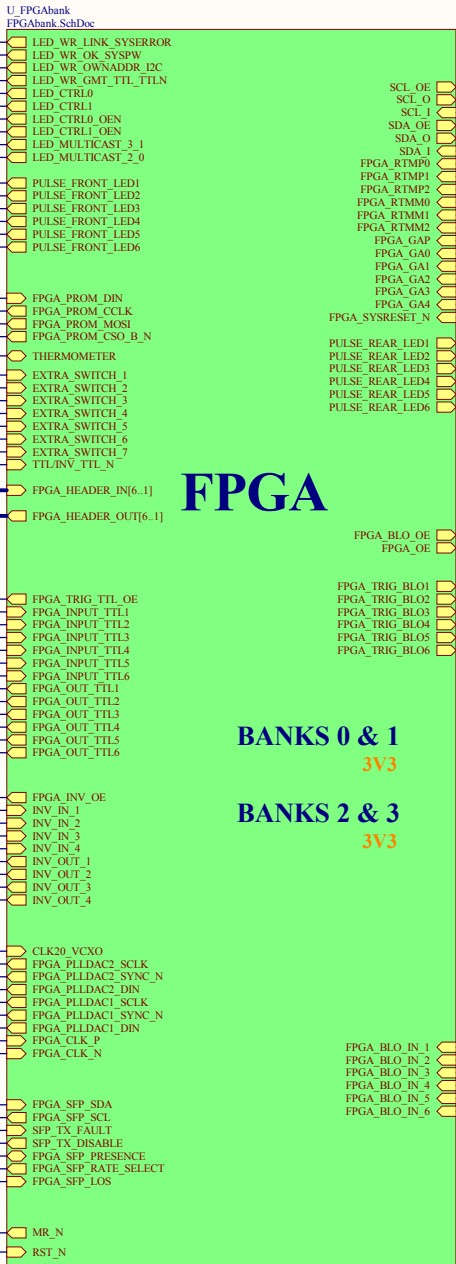 U_FPGAbank
FPGAbank.SchDoc
LED_WR_LINK_SYSERROR
LED_WR_OK_SYSPW
LED_WR_OWNADDR_I2C
LED_WR_GMT_TTL_TTLN
LED_CTRL0
LED_CTRL1
LED_CTRL0_OEN
LED_CTRL1_OEN
LED_MULTICAST_3_1
LED_MULTICAST_2_0
PULSE_FRONT_LED1
PULSE_FRONT_LED2
PULSE_FRONT_LED3
PULSE_FRONT_LED4
PULSE_FRONT_LED5
PULSE_FRONT_LED6
FPGA_PROM_DIN
FPGA_PROM_CCLK
FPGA_PROM_MOSI
FPGA_PROM_CSO_B_N
THERMOMETER
EXTRA_SWITCH_1
EXTRA_SWITCH_2
EXTRA_SWITCH_3
EXTRA_SWITCH_4
EXTRA_SWITCH_5
EXTRA_SWITCH_6
EXTRA_SWITCH_7
TTL/INV_TTL_N
FPGA_HEADER_IN[6..1]
FPGA_HEADER_OUT[6..1]
FPGA_TRIG_TTL_OE
FPGA_INPUT_TTL1
FPGA_INPUT_TTL2
FPGA_INPUT_TTL3
FPGA_INPUT_TTL4
FPGA_INPUT_TTL5
FPGA_INPUT_TTL6
FPGA_OUT_TTL1
FPGA_OUT_TTL2
FPGA_OUT_TTL3
FPGA_OUT_TTL4
FPGA_OUT_TTL5
FPGA_OUT_TTL6
FPGA_INV_OE
INV_IN_1
INV_IN_2
INV_IN_3
INV_IN_4
INV_OUT_1
INV_OUT_2
INV_OUT_3
INV_OUT_4
CLK20_VCXO
FPGA_PLLDAC2_SCLK
FPGA_PLLDAC2_SYNC_N
FPGA_PLLDAC2_DIN
FPGA_PLLDAC1_SCLK
FPGA_PLLDAC1_SYNC_N
FPGA_PLLDAC1_DIN
FPGA_CLK_P
FPGA_CLK_N
FPGA_SFP_SDA
FPGA_SFP_SCL
SFP_TX_FAULT
SFP_TX_DISABLE
FPGA_SFP_PRESENCE
FPGA_SFP_RATE_SELECT
FPGA_SFP_LOS
MR_N
RST_N
FPGA
BANKS 0 & 1
3V3
BANKS 2 & 3
3V3
SCL_OE
SCL_O
SCL_I
SDA_OE
SDA_O
SDA_I
FPGA_RTMP0
FPGA_RTMP1
FPGA_RTMP2
FPGA_RTMM0
FPGA_RTMM1
FPGA_RTMM2
FPGA_GAP
FPGA_GA0
FPGA_GA1
FPGA_GA2
FPGA_GA3
FPGA_GA4
FPGA_SYSRESET_N
PULSE_REAR_LED1
PULSE_REAR_LED2
PULSE_REAR_LED3
PULSE_REAR_LED4
PULSE_REAR_LED5
PULSE_REAR_LED6
FPGA_BLO_OE
FPGA_OE
FPGA_TRIG_BLO1
FPGA_TRIG_BLO2
FPGA_TRIG_BLO3
FPGA_TRIG_BLO4
FPGA_TRIG_BLO5
FPGA_TRIG_BLO6
FPGA_BLO_IN_1
FPGA_BLO_IN_2
FPGA_BLO_IN_3
FPGA_BLO_IN_4
FPGA_BLO_IN_5
FPGA_BLO_IN_6